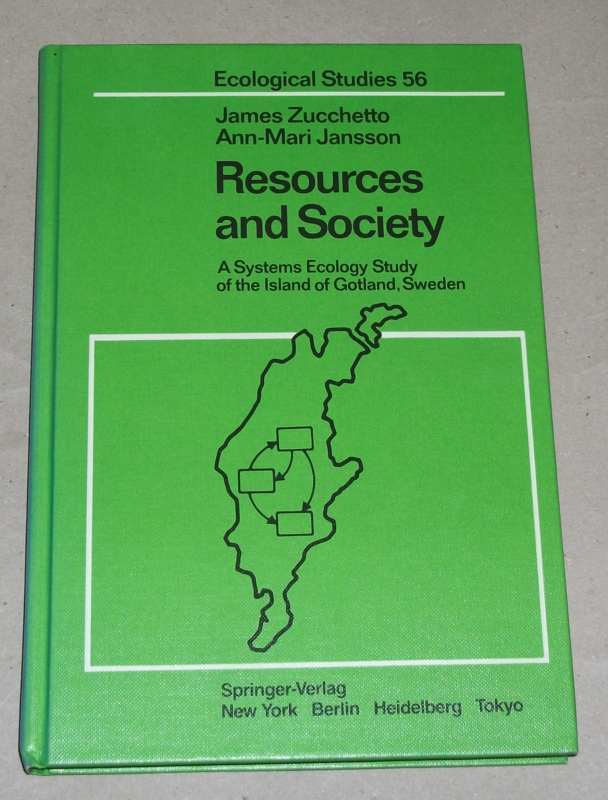 Ecological Studies 56
James Zucchetto
Ann-Mari Jansson
Resources
and Society
A Systems Ecology Study
of the Island of Gotland, Sweden
Springer-Verlag
New York Berlin Heidelberg Tokyo